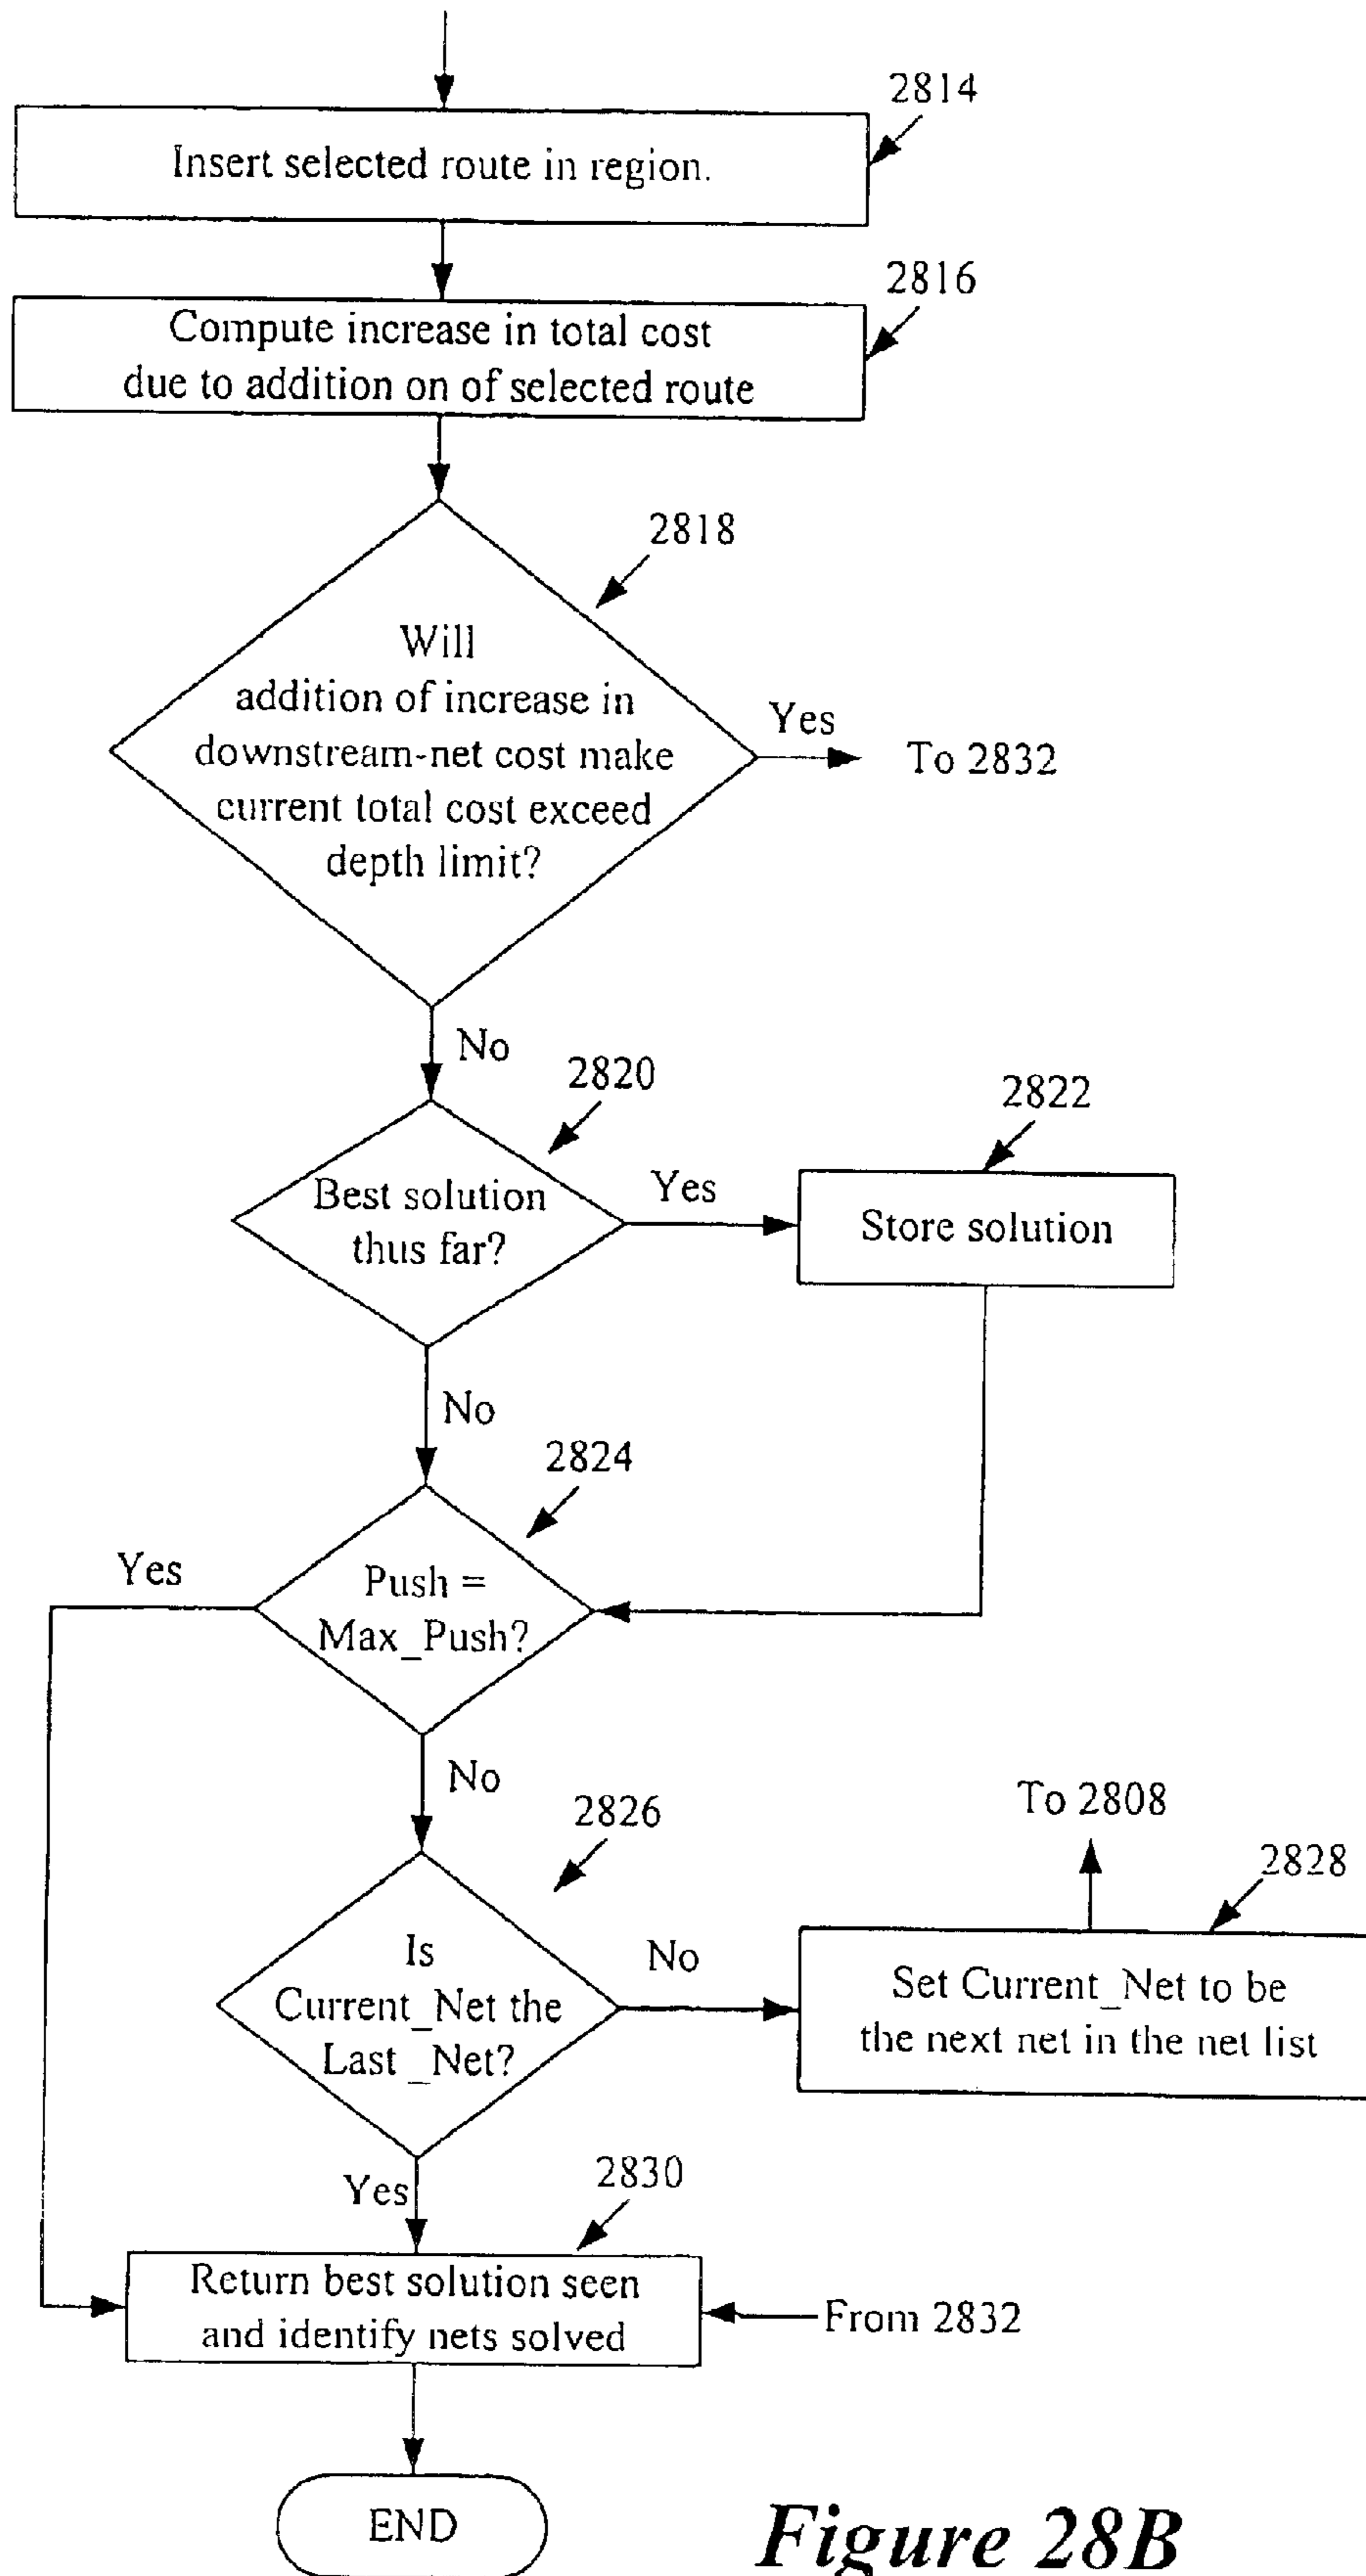 2814
Insert selected route in region.
2816
Compute increase in total cost
due to addition on of selected route
2818
Will
addition of increase in
downstream-net cost make
current total cost exceed
depth limit?
Yes
To 2832
No
2820
2822
Best solution
thus far?
Yes
Store solution
No
2824
Yes
Push =
Max_Push?
No
2826
To 2808
2828
Is
Current_Net the
Last_Net?
No
Set Current_Net to be
the next net in the net list
Yes
2830
Return best solution seen
and identify nets solved
From 2832
END
Figure 28B